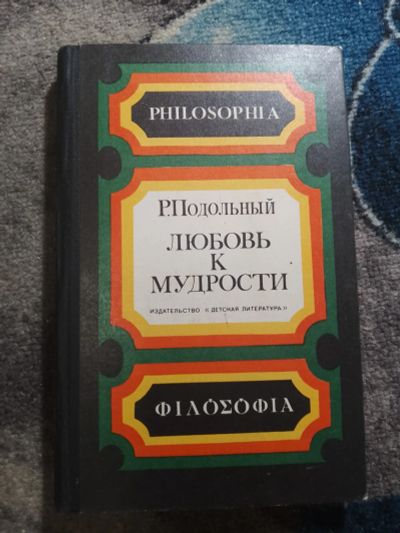 PHILOSOPHIA
Р.Подольный
ЛЮБОВЬ
К
МУДРОСТИ
ИЗДАТЕЛЬСТВО «ДЕТСКАЯ ЛИТЕРАТУРА»
ΦΙΛΟΣΟΦΙΑ